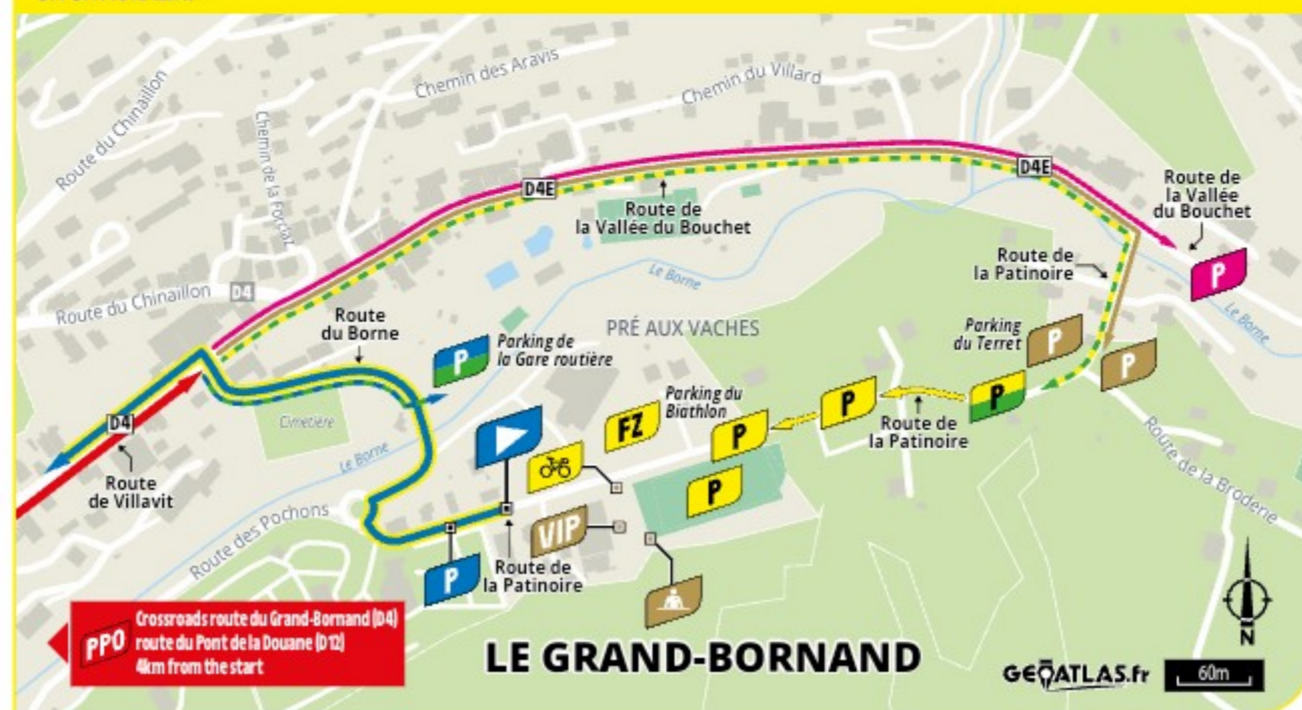 Chemin des Aravis
Chemin du Villard
Route du Chinaillon
Chemin de la Forclaz
D4E
D4E
Route de
la Vallée du Bouchet
Route de
la Vallée
du Bouchet
P
Route de
la Patinoire
Le Borne
Le Borne
Route du Chinaillon
D4
Route
du Borne
PRÉ AUX VACHES
P
Parking de
la Gare routière
Parking
du Terret
P
P
P
Route de
la Patinoire
P
Parking du
Biathlon
P
P
FZ
D4
Route
de Villavit
Cimetière
Le Borne
Route des Pochons
VIP
P
Route de
la Patinoire
Route de la Broderie
PPO
Crossroads route du Grand-Bornand (D4)
route du Pont de la Douane (D12)
4km from the start
LE GRAND-BORNAND
GEOATLAS.fr
60m
N